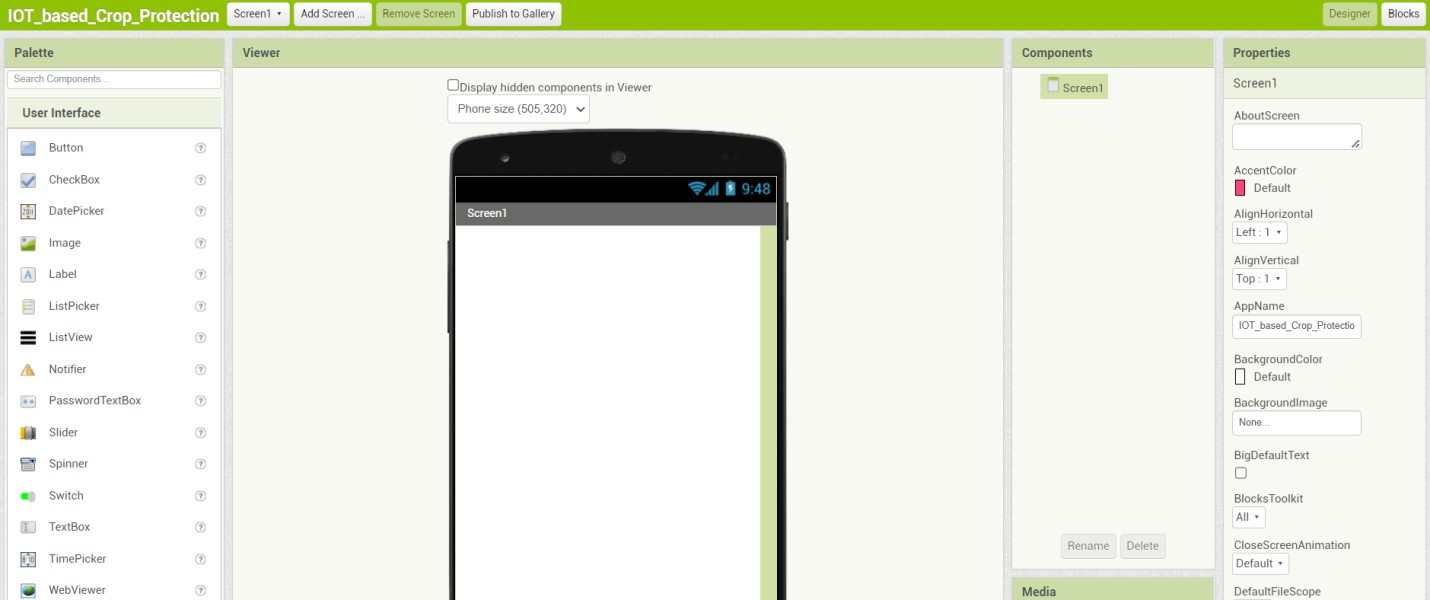 IOT_based_Crop_Protection Screen1 Add Screen ... Remove Screen Publish to Gallery Designer Blocks
Palette
Search Components...
User Interface
Button ?
CheckBox ?
DatePicker ?
Image ?
Label ?
ListPicker ?
ListView ?
Notifier ?
PasswordTextBox ?
Slider ?
Spinner ?
Switch ?
TextBox ?
TimePicker ?
WebViewer ?
Viewer
Display hidden components in Viewer
Phone size (505,320)
9:48
Screen1
Components
Screen1
Rename Delete
Media
Properties
Screen1
AboutScreen
AccentColor
Default
AlignHorizontal
Left : 1
AlignVertical
Top : 1
AppName
IOT_based_Crop_Protectio
BackgroundColor
Default
BackgroundImage
None...
BigDefaultText
BlocksToolkit
All
CloseScreenAnimation
Default
DefaultFileScope